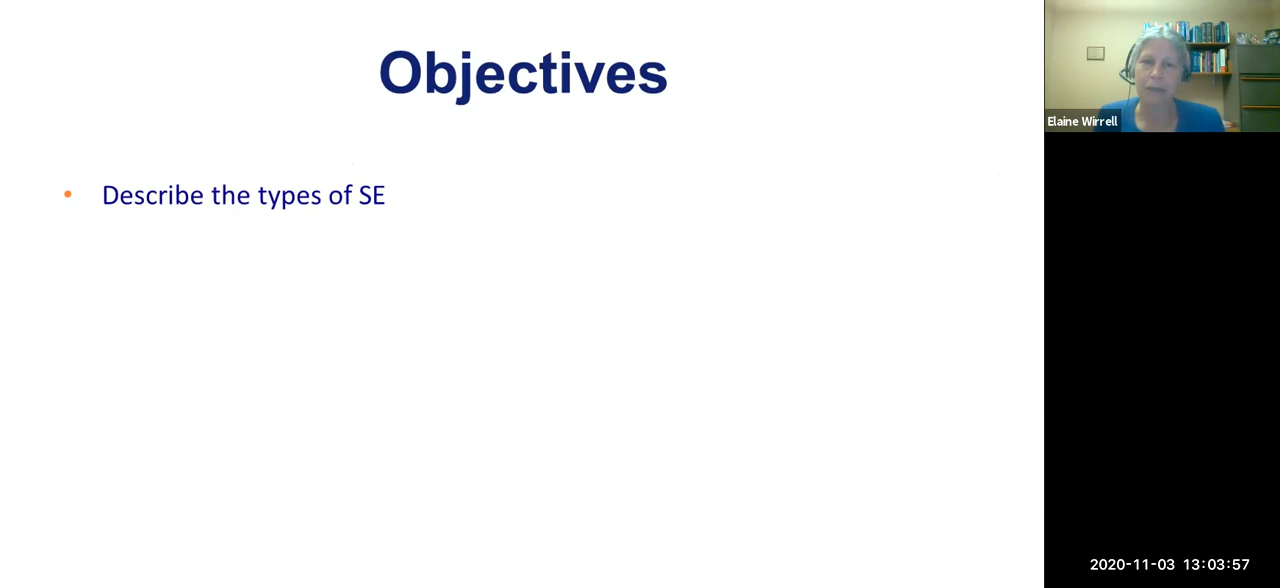 Objectives
• Describe the types of SE
Elaine Wirrell
2020-11-03 13:03:57